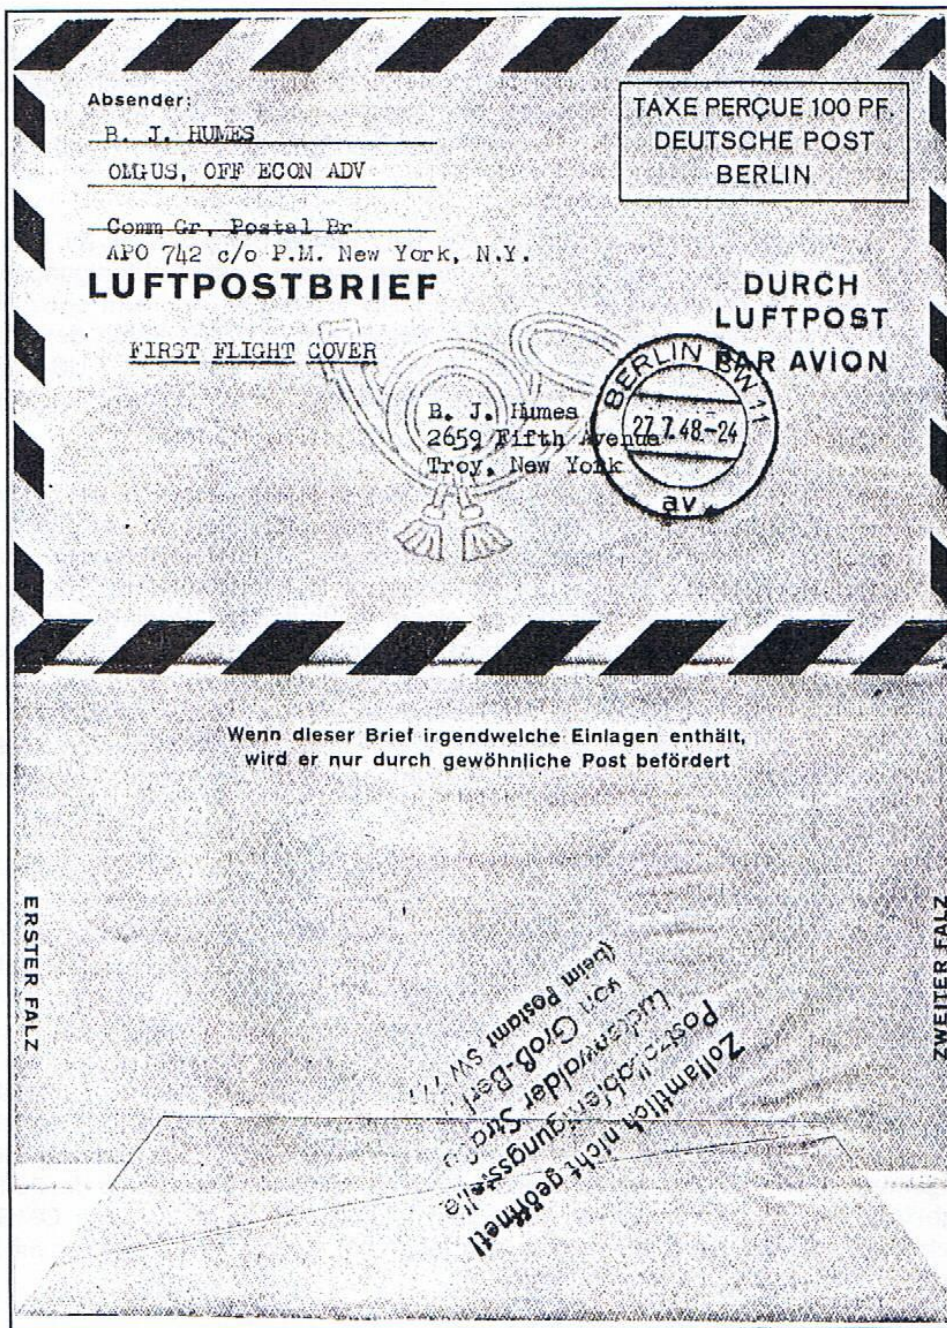 Absender:
B. J. HUMES
OMGUS, OFF ECON ADV
Comm Gr, Postal Br
APO 742 c/o P.M. New York, N.Y.
TAXE PERÇUE 100 PF.
DEUTSCHE POST
BERLIN
LUFTPOSTBRIEF
DURCH
LUFTPOST
PAR AVION
FIRST FLIGHT COVER
B. J. Humes
2659 Fifth Avenue
Troy, New York
BERLIN SW 11
27.7.48.-24
av
Wenn dieser Brief irgendwelche Einlagen enthält,
wird er nur durch gewöhnliche Post befördert
ERSTER FALZ
ZWEITER FALZ
Zollamtlich nicht geöffnet!
Postzollabfertigungsstelle
Luckenwalder Straße
von Groß-Berlin
(beim Postamt SW